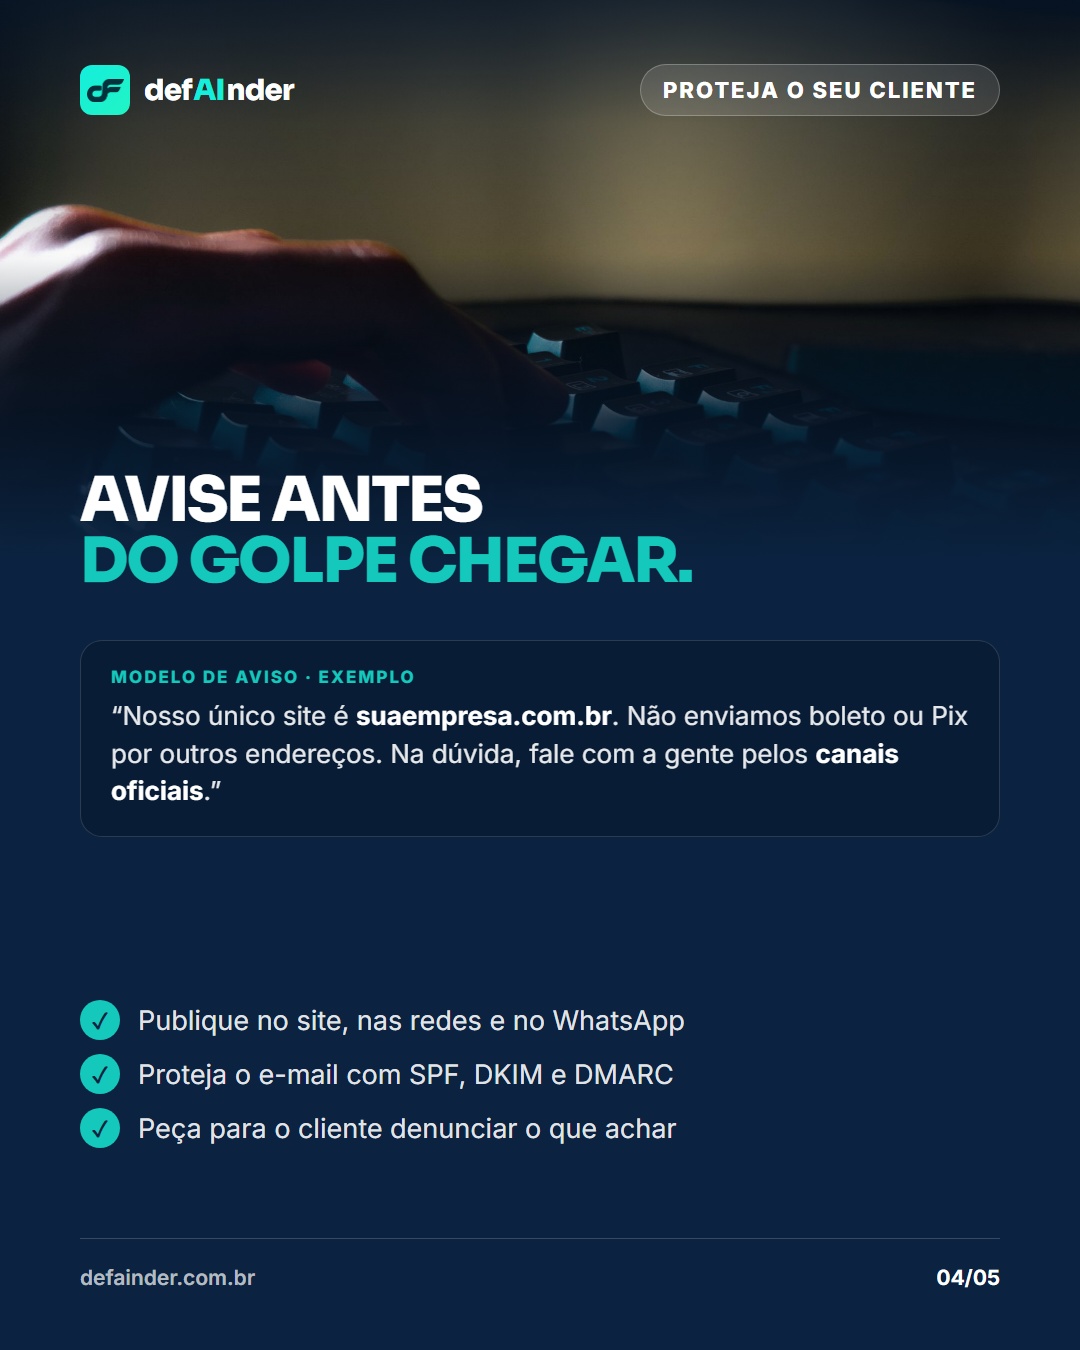 defAInder
PROTEJA O SEU CLIENTE
AVISE ANTES
DO GOLPE CHEGAR.
MODELO DE AVISO · EXEMPLO
“Nosso único site é suaempresa.com.br. Não enviamos boleto ou Pix
por outros endereços. Na dúvida, fale com a gente pelos canais
oficiais.”
Publique no site, nas redes e no WhatsApp
Proteja o e-mail com SPF, DKIM e DMARC
Peça para o cliente denunciar o que achar
defainder.com.br
04/05